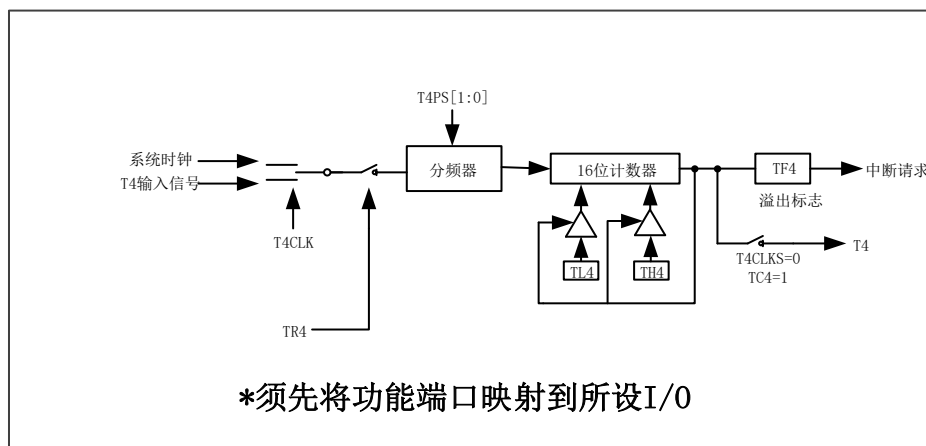 T4PS[1:0]
系统时钟
T4输入信号
分频器
16位计数器
TF4
中断请求
溢出标志
T4CLK
TL4
TH4
T4
T4CLKS=0
TC4=1
TR4
*须先将功能端口映射到所设I/O